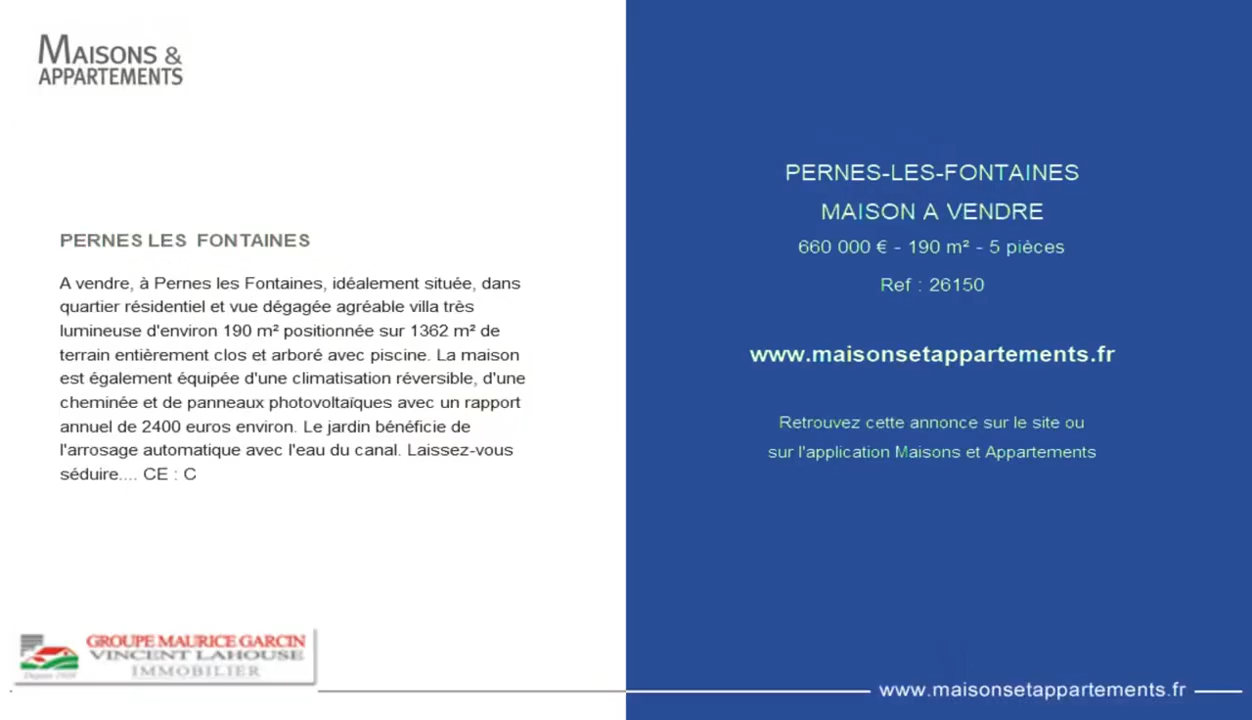 MAISONS &
APPARTEMENTS
PERNES LES FONTAINES
A vendre, à Pernes les Fontaines, idéalement située, dans
quartier résidentiel et vue dégagée agréable villa très
lumineuse d'environ 190 m² positionnée sur 1362 m² de
terrain entièrement clos et arboré avec piscine. La maison
est également équipée d'une climatisation réversible, d'une
cheminée et de panneaux photovoltaïques avec un rapport
annuel de 2400 euros environ. Le jardin bénéficie de
l'arrosage automatique avec l'eau du canal. Laissez-vous
séduire.... CE : C
GROUPE MAURICE GARCIN
VINCENT LAHOUSE
IMMOBILIER
PERNES-LES-FONTAINES
MAISON A VENDRE
660 000 € - 190 m² - 5 pièces
Ref : 26150
www.maisonsetappartements.fr
Retrouvez cette annonce sur le site ou
sur l'application Maisons et Appartements
www.maisonsetappartements.fr